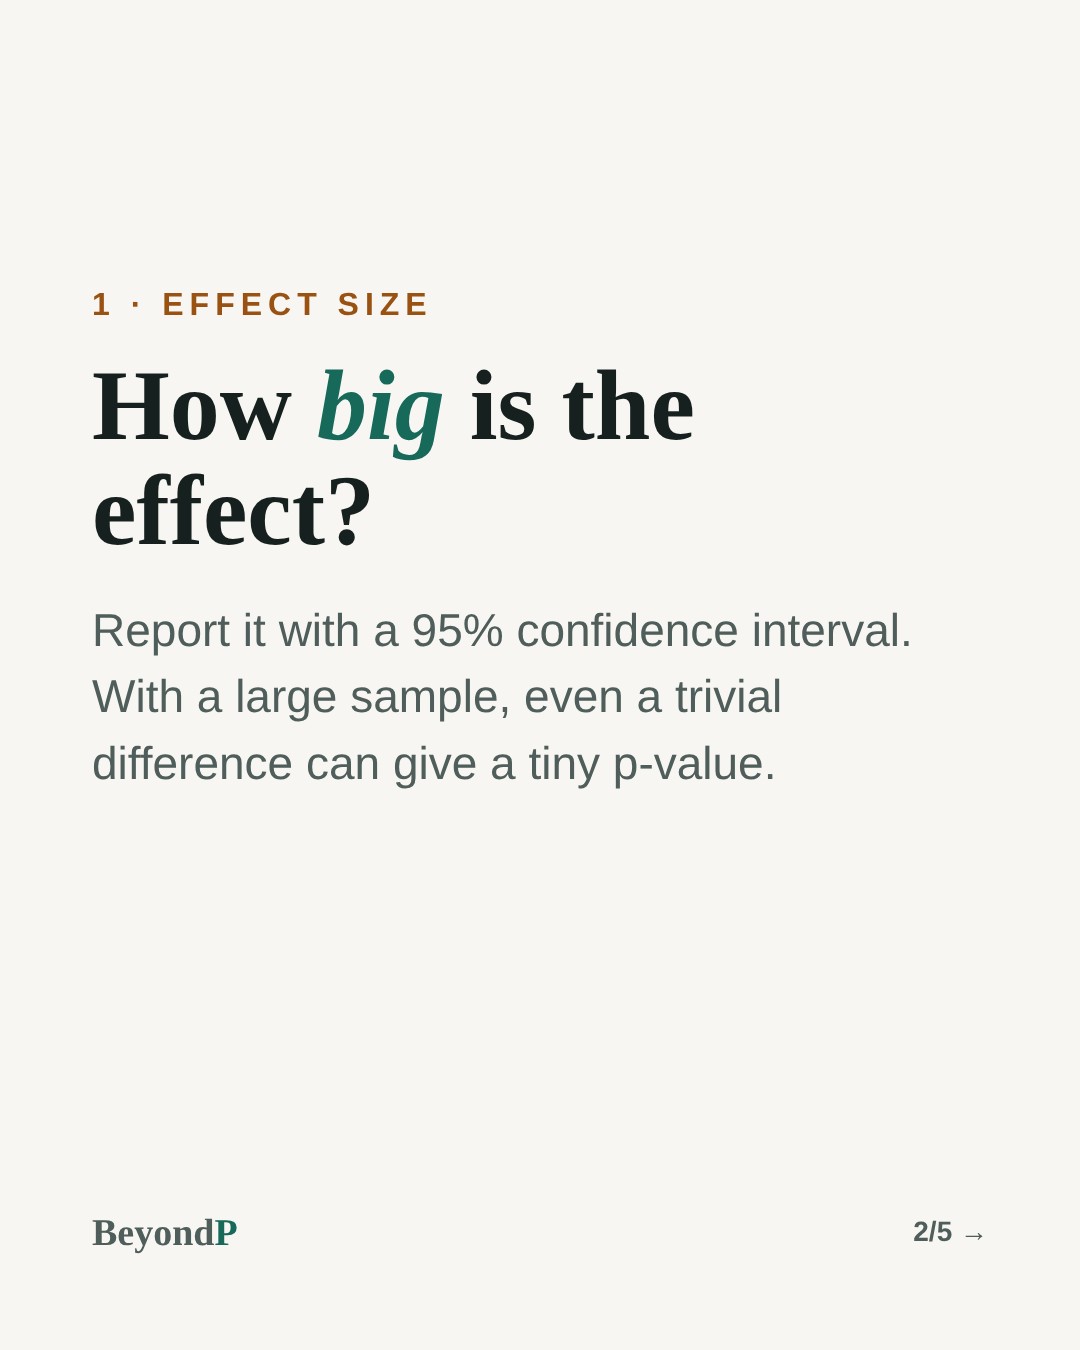 1 · EFFECT SIZE
How big is the
effect?
Report it with a 95% confidence interval.
With a large sample, even a trivial
difference can give a tiny p-value.
BeyondP
2/5 →